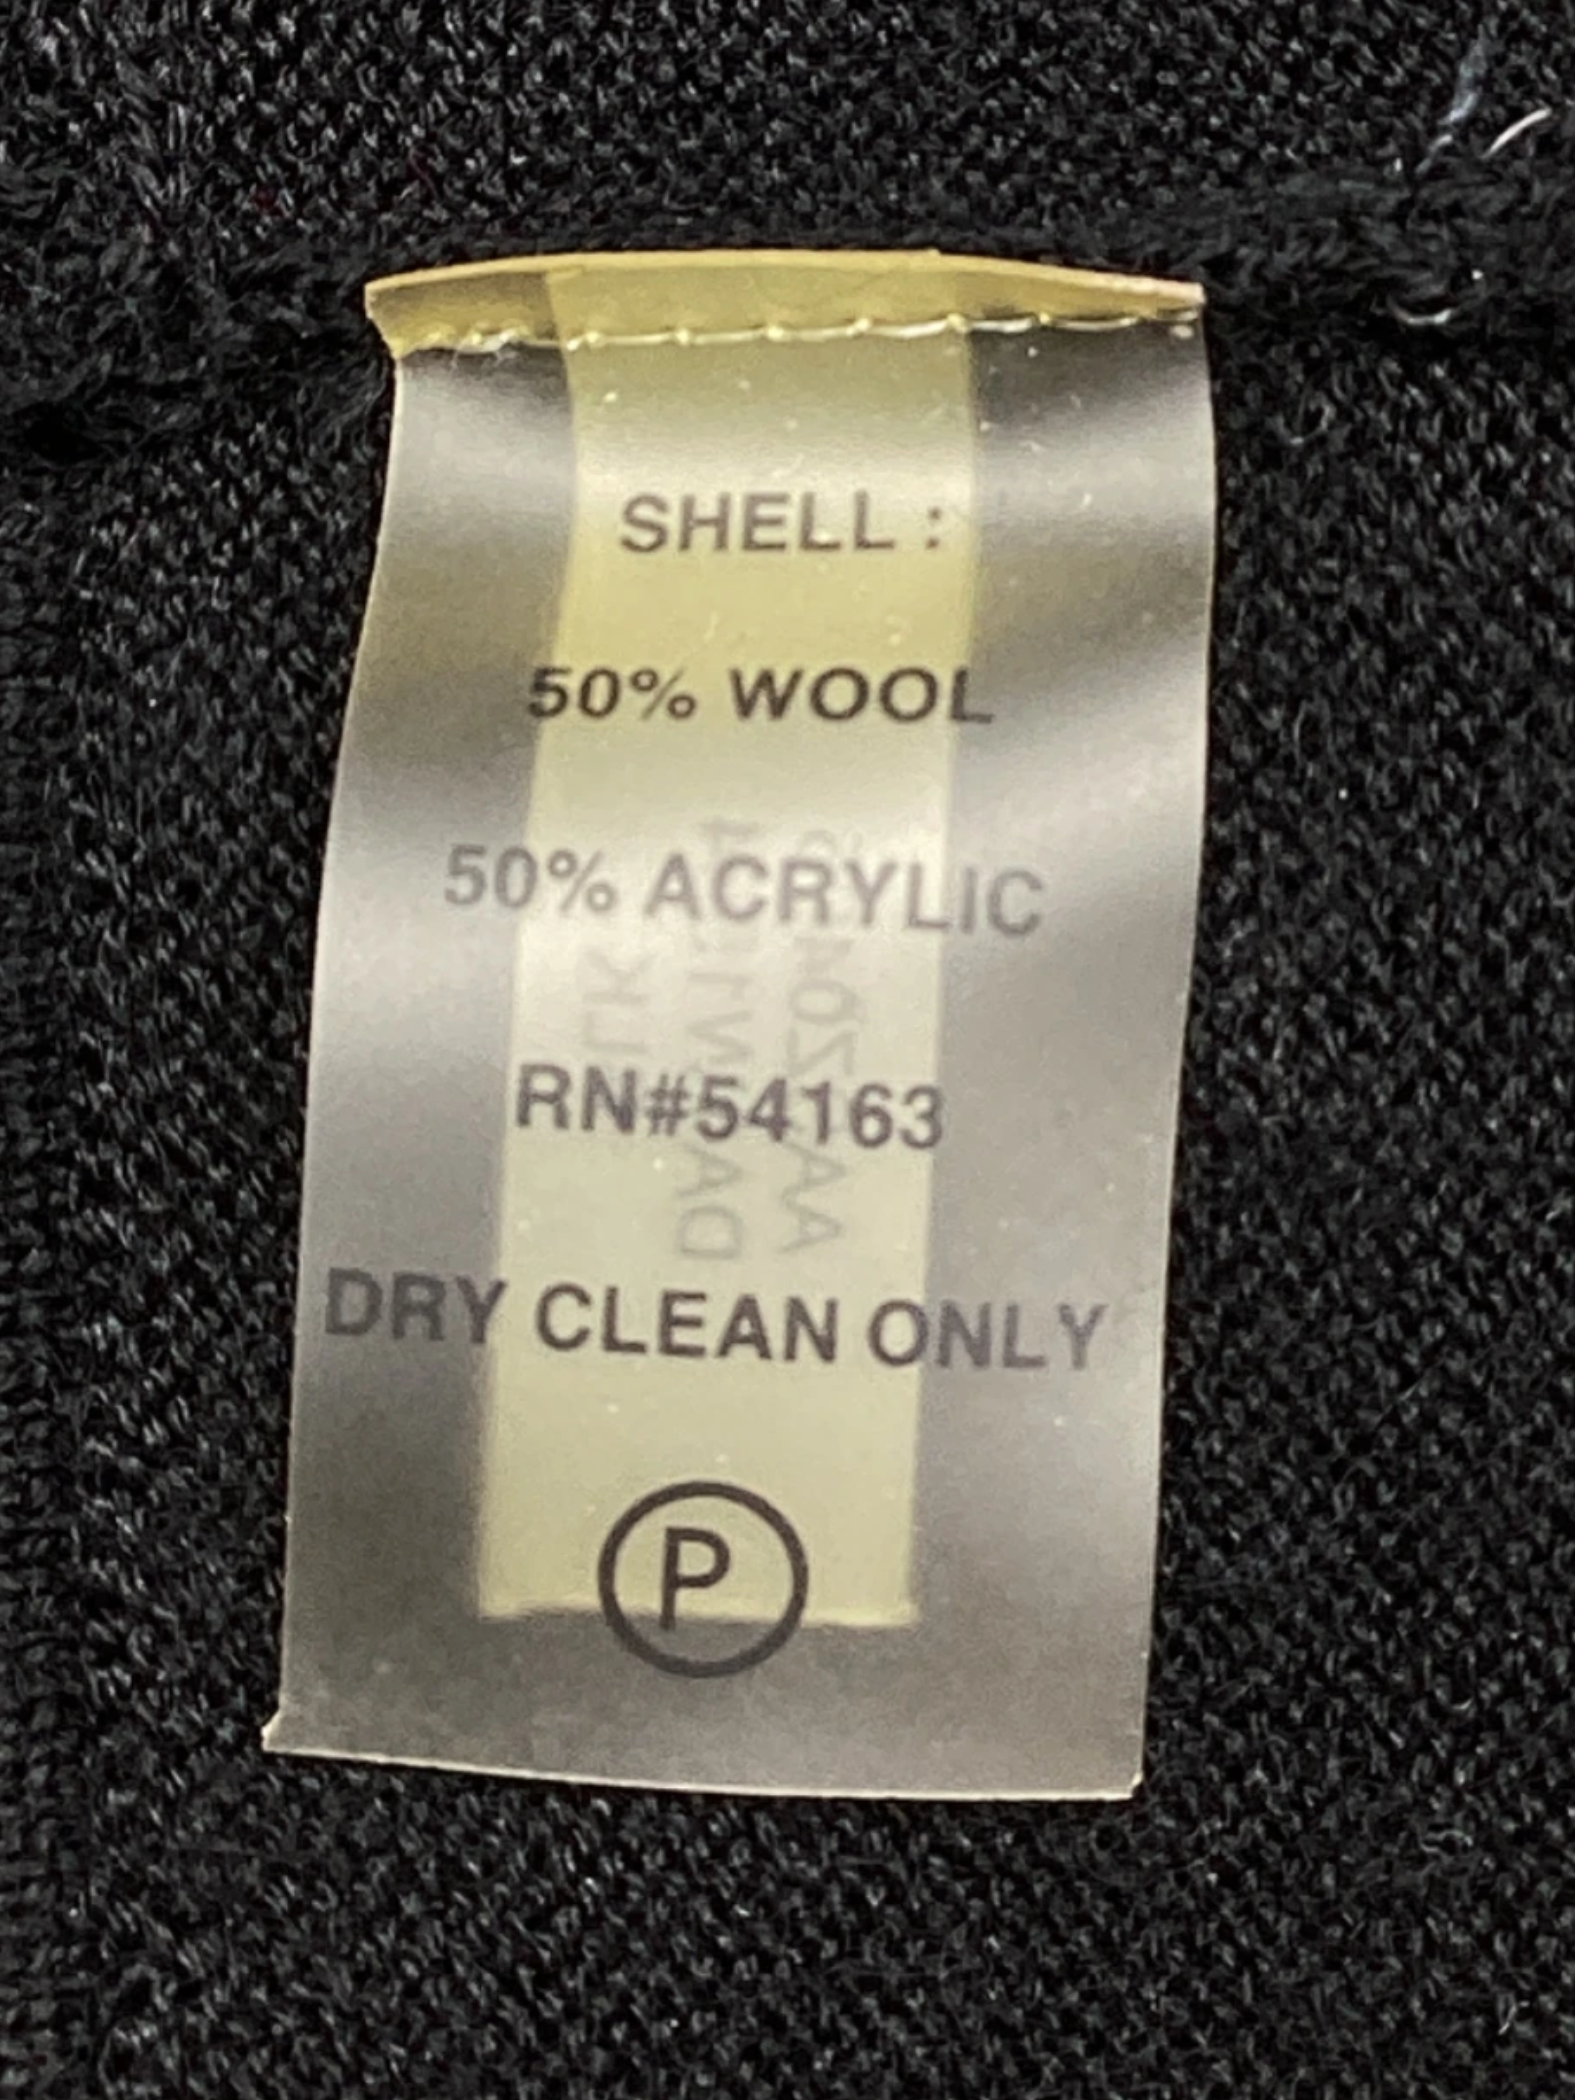 SHELL :
50% WOOL
50% ACRYLIC
RN#54163
DRY CLEAN ONLY
P